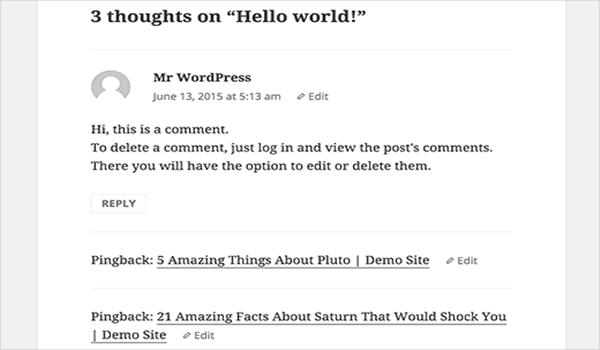 3 thoughts on “Hello world!”
Mr WordPress
June 13, 2015 at 5:13 am Edit
Hi, this is a comment.
To delete a comment, just log in and view the post's comments.
There you will have the option to edit or delete them.
REPLY
Pingback: 5 Amazing Things About Pluto | Demo Site Edit
Pingback: 21 Amazing Facts About Saturn That Would Shock You
| Demo Site Edit